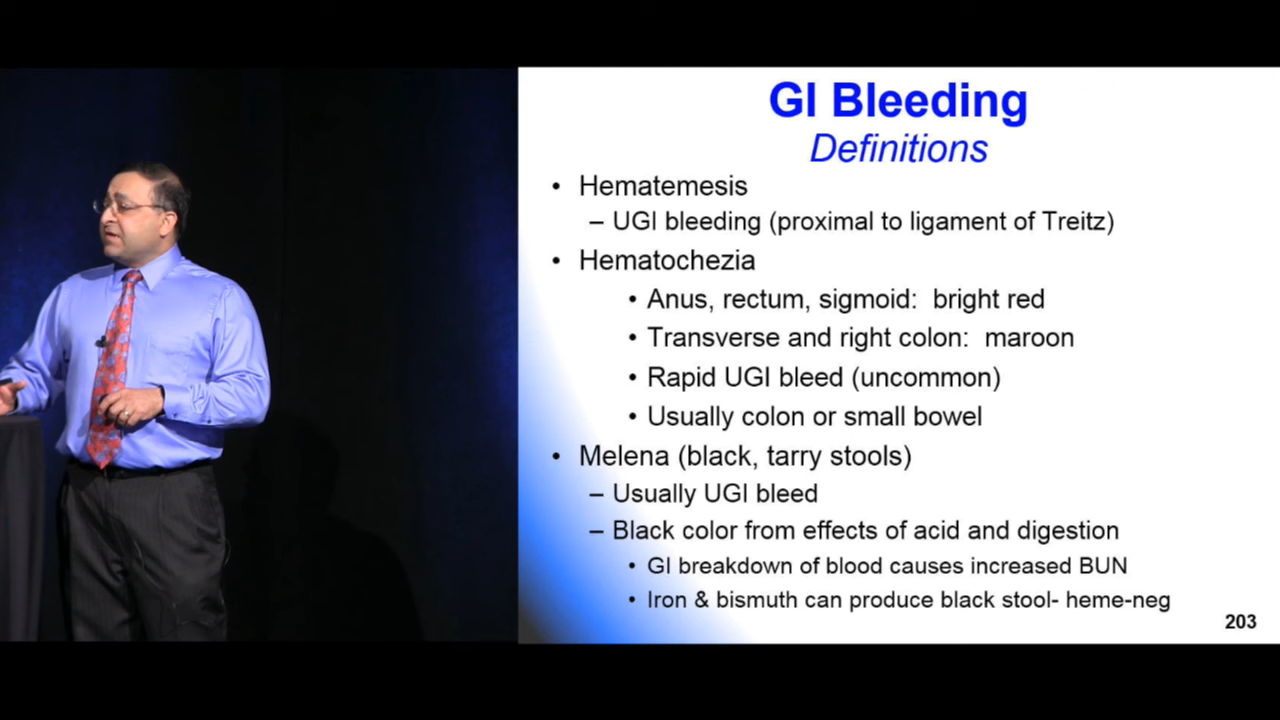 GI Bleeding
Definitions
• Hematemesis
– UGI bleeding (proximal to ligament of Treitz)
• Hematochezia
• Anus, rectum, sigmoid: bright red
• Transverse and right colon: maroon
• Rapid UGI bleed (uncommon)
• Usually colon or small bowel
• Melena (black, tarry stools)
– Usually UGI bleed
– Black color from effects of acid and digestion
• GI breakdown of blood causes increased BUN
• Iron & bismuth can produce black stool- heme-neg
203